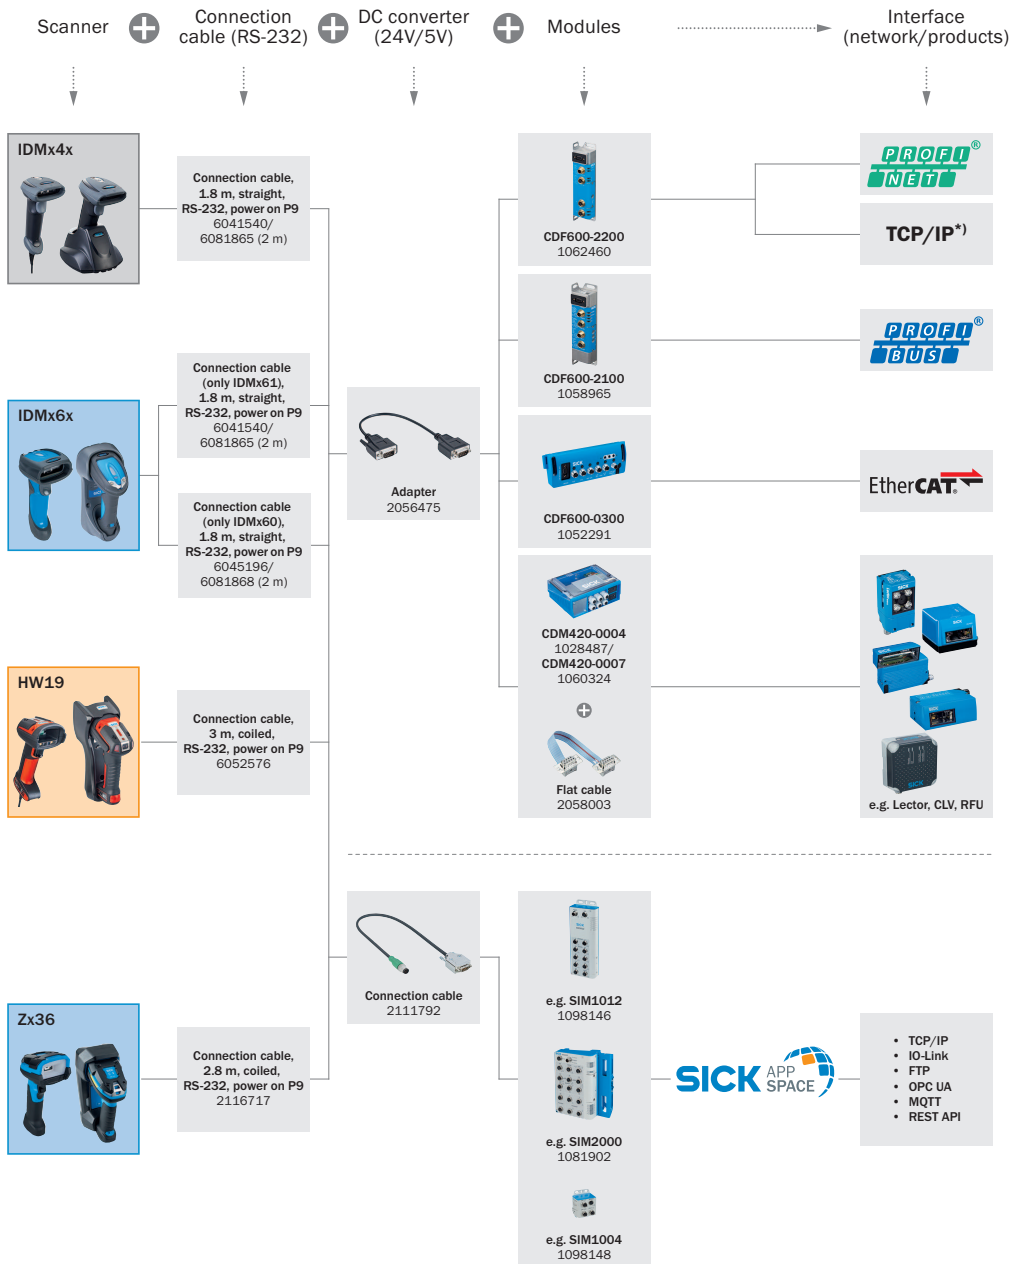 Scanner
Connection
cable (RS-232)
DC converter
(24V/5V)
Modules
Interface
(network/products)
IDMx4x
Connection cable,
1.8 m, straight,
RS-232, power on P9
6041540/
6081865 (2 m)
CDF600-2200
1062460
PROFI®
NET
TCP/IP*)
CDF600-2100
1058965
PROFI®
BUS
IDMx6x
Connection cable
(only IDMx61),
1.8 m, straight,
RS-232, power on P9
6041540/
6081865 (2 m)
Connection cable
(only IDMx60),
1.8 m, straight,
RS-232, power on P9
6045196/
6081868 (2 m)
Adapter
2056475
SICK
CDF600-0300
1052291
EtherCAT®
SICK
CDM420-0004
1028487/
CDM420-0007
1060324
Flat cable
2058003
SICK
SICK
SICK
e.g. Lector, CLV, RFU
HW19
Connection cable,
3 m, coiled,
RS-232, power on P9
6052576
Zx36
Connection cable,
2.8 m, coiled,
RS-232, power on P9
2116717
Connection cable
2111792
SICK
e.g. SIM1012
1098146
e.g. SIM2000
1081902
e.g. SIM1004
1098148
SICK APP
SPACE
• TCP/IP
• IO-Link
• FTP
• OPC UA
• MQTT
• REST API